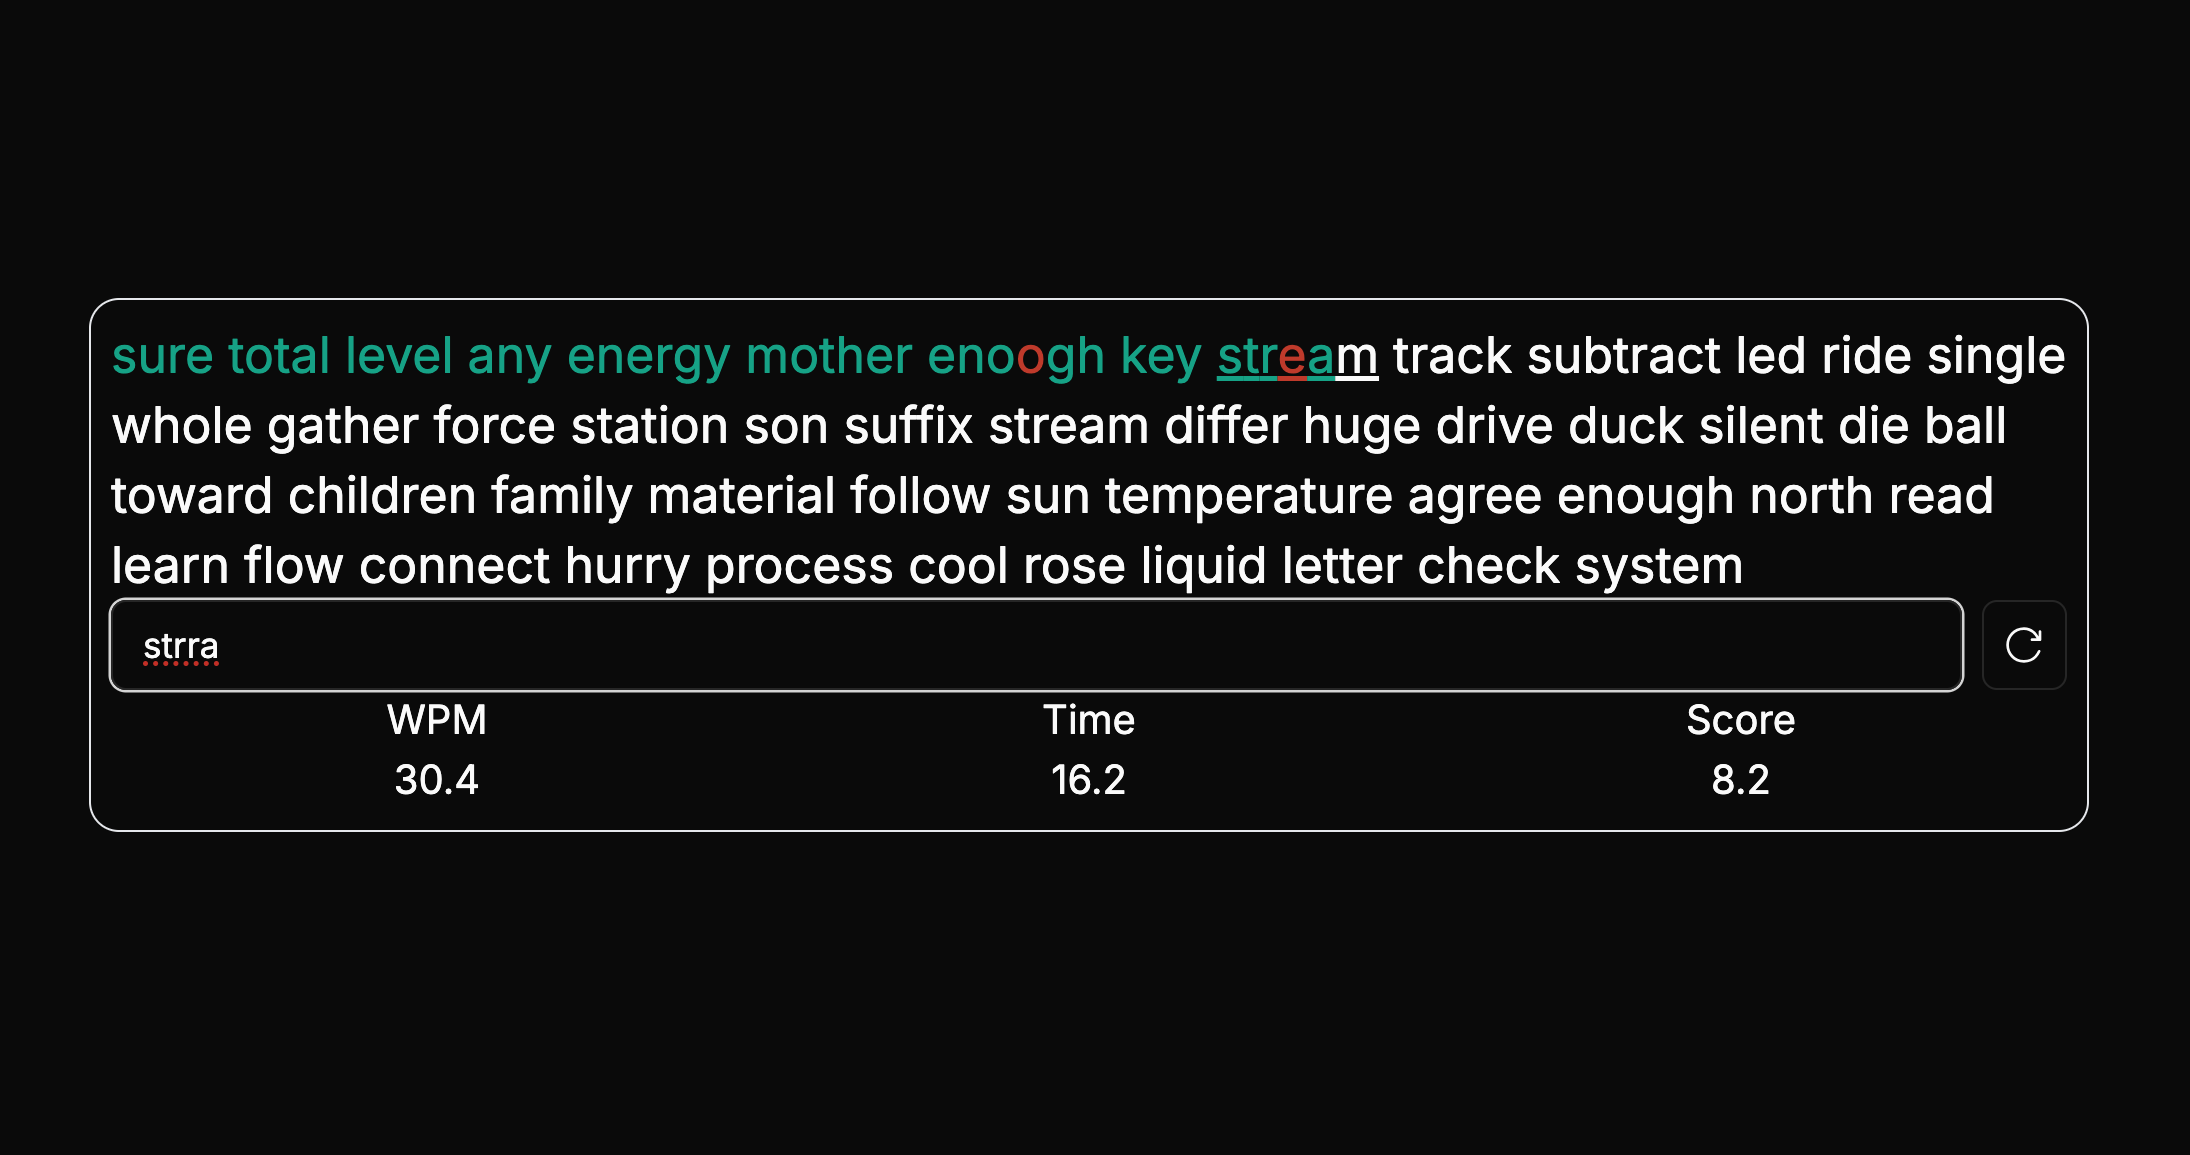 sure total level any energy mother enoogh key stream track subtract led ride single
whole gather force station son suffix stream differ huge drive duck silent die ball
toward children family material follow sun temperature agree enough north read
learn flow connect hurry process cool rose liquid letter check system
strra
WPM Time Score
30.4 16.2 8.2